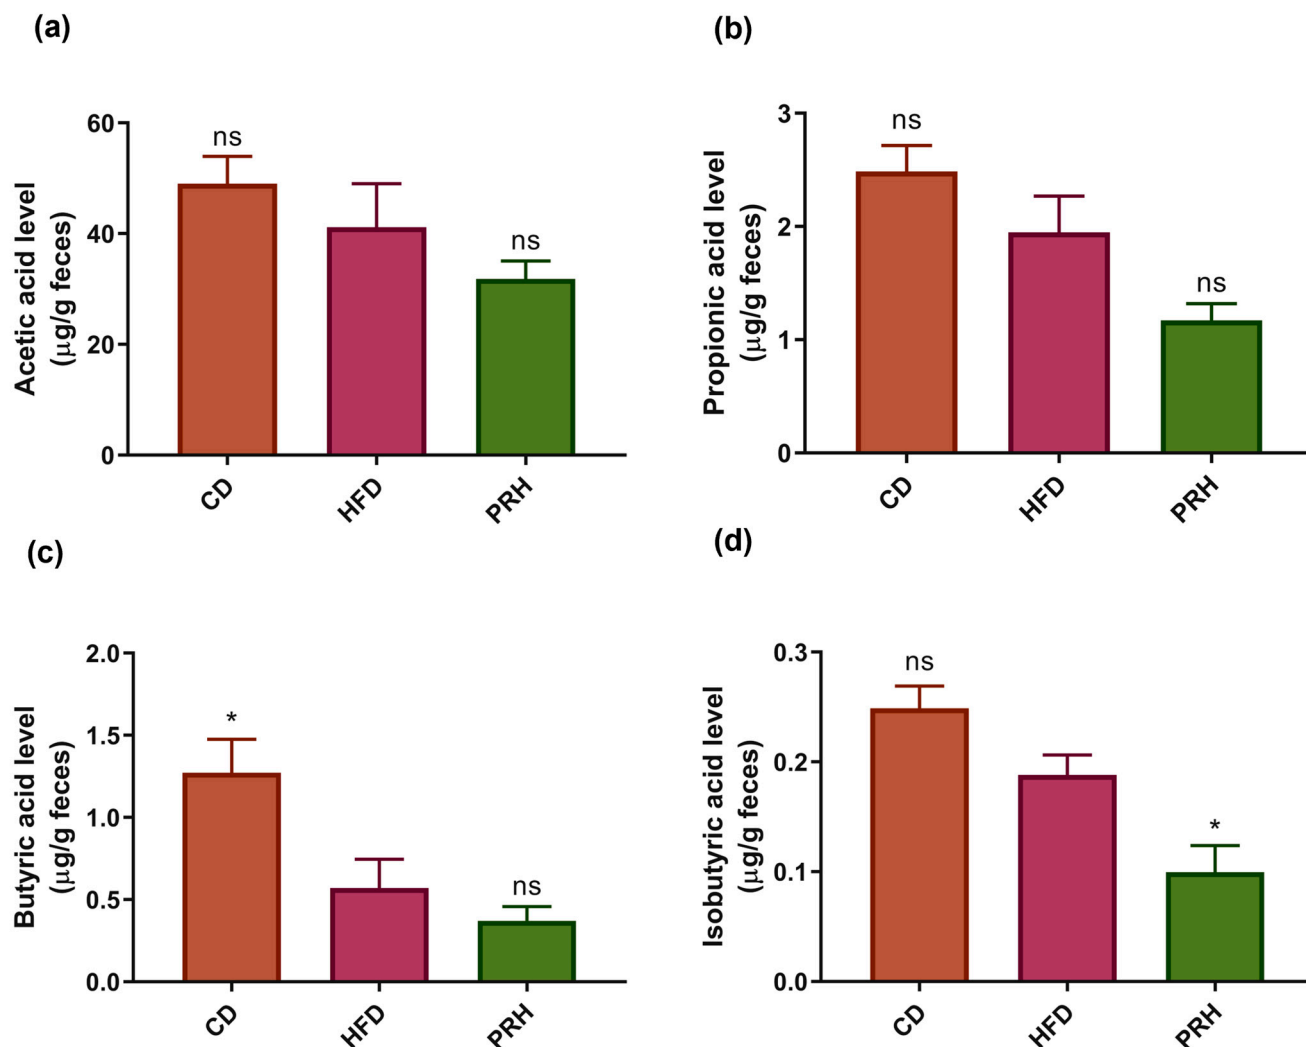 (a)
Acetic acid level
(μg/g feces)
60
40
20
0
ns
ns
CD
HFD
PRH
(b)
Propionic acid level
(μg/g feces)
3
2
1
0
ns
ns
CD
HFD
PRH
(c)
Butyric acid level
(μg/g feces)
2.0
1.5
1.0
0.5
0.0
*
ns
CD
HFD
PRH
(d)
Isobutyric acid level
(μg/g feces)
0.3
0.2
0.1
0.0
ns
*
CD
HFD
PRH